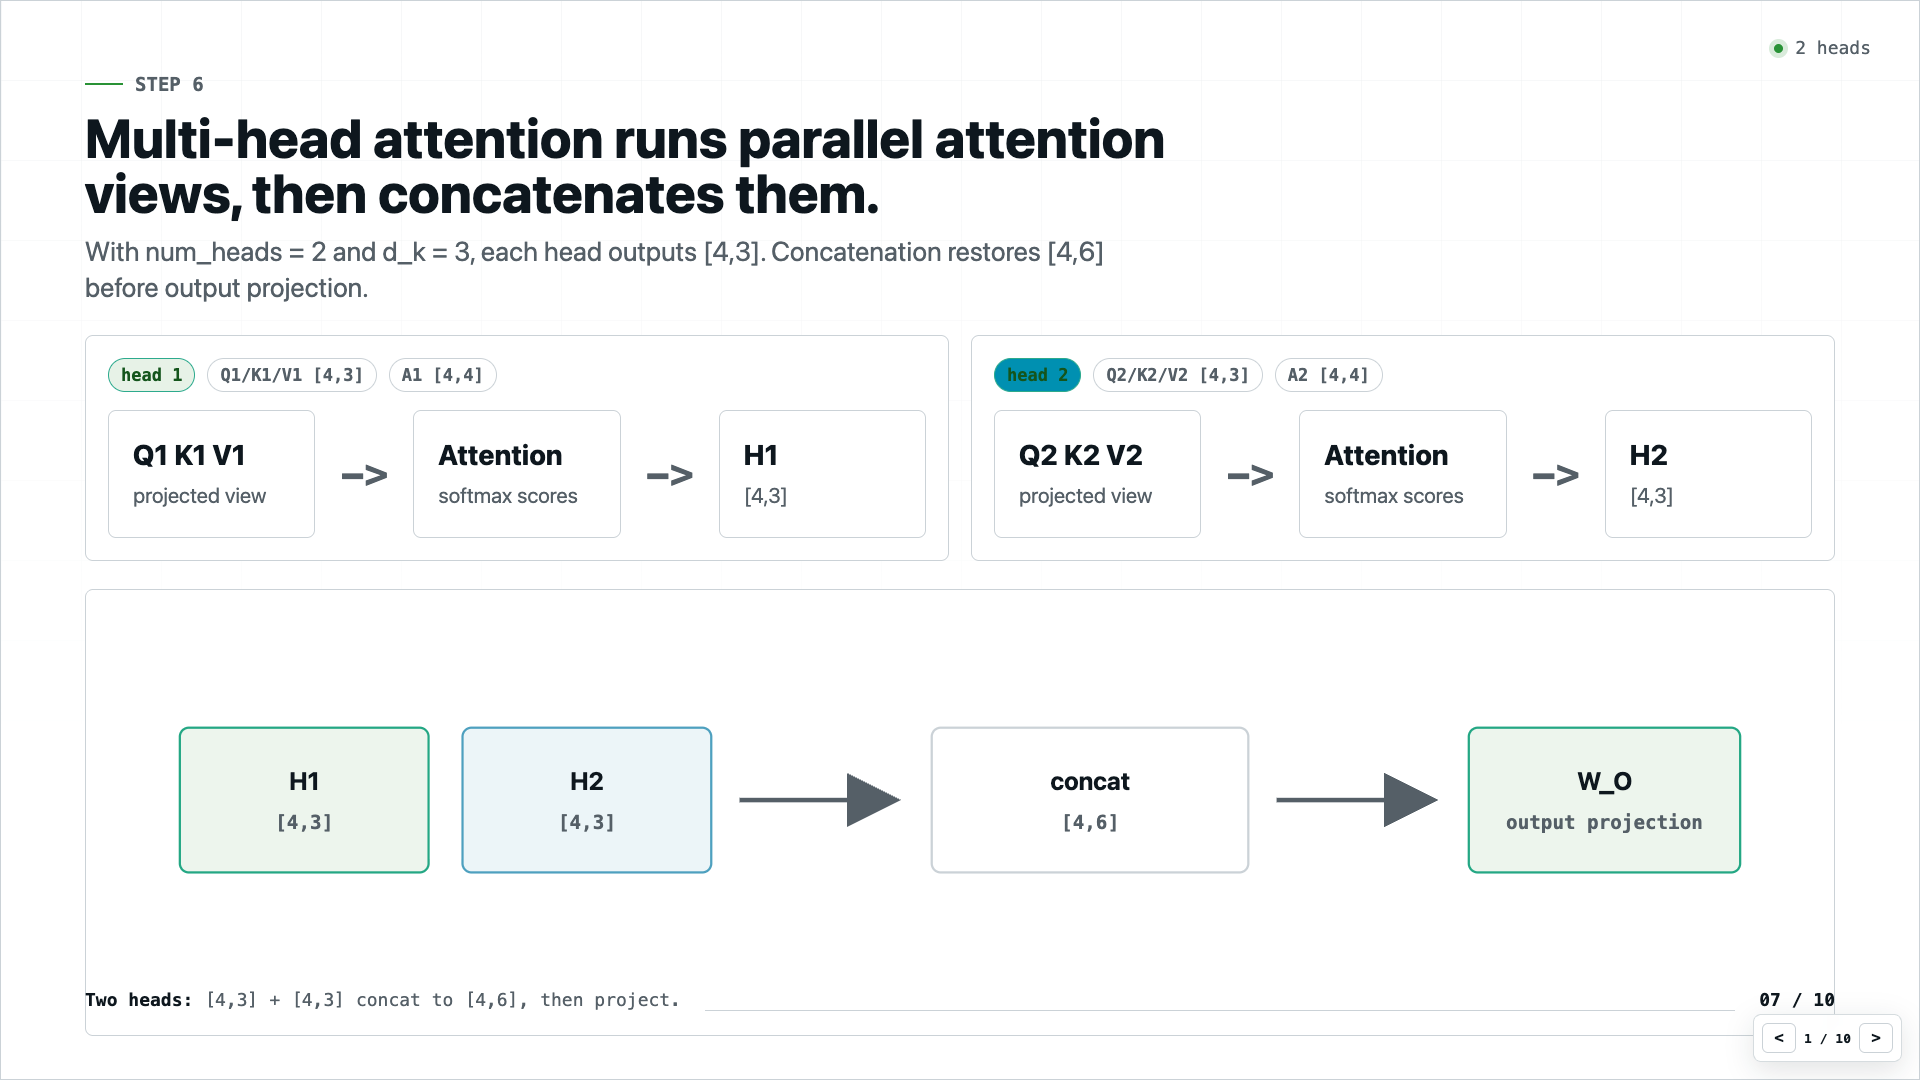 2 heads
STEP 6
Multi-head attention runs parallel attention
views, then concatenates them.
With num_heads = 2 and d_k = 3, each head outputs [4,3]. Concatenation restores [4,6]
before output projection.
head 1 Q1/K1/V1 [4,3] A1 [4,4]
Q1 K1 V1
projected view
—>
Attention
softmax scores
—>
H1
[4,3]
head 2 Q2/K2/V2 [4,3] A2 [4,4]
Q2 K2 V2
projected view
—>
Attention
softmax scores
—>
H2
[4,3]
H1
[4,3]
H2
[4,3]
concat
[4,6]
W_O
output projection
Two heads: [4,3] + [4,3] concat to [4,6], then project.
07 / 10
< 1 / 10 >